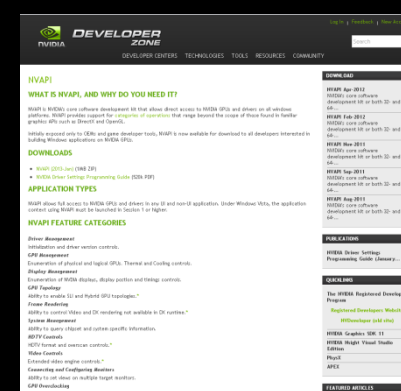 Log In | Feedback | New Acc
NVIDIA
DEVELOPER ZONE
Search
DEVELOPER CENTERS TECHNOLOGIES TOOLS RESOURCES COMMUNITY
NVAPI
WHAT IS NVAPI, AND WHY DO YOU NEED IT?
NVAPI is NVIDIA's core software development kit that allows direct access to NVIDIA GPUs and drivers on all windows
platforms. NVAPI provides support for categories of operations that range beyond the scope of those found in familiar
graphics APIs such as DirectX and OpenGL.
Initially exposed only to OEMs and game developer-tools, NVAPI is now available for download to all developers interested in
building Windows applications on NVIDIA GPUs.
DOWNLOADS
NVIDIA Driver Settings Programming Guide (520k PDF)
APPLICATION TYPES
NVAPI allows full access to NVIDIA GPUs and drivers in any UI and non-UI application. Under Windows Vista, the application
context using NVAPI must be launched in Session 1 or higher.
NVAPI FEATURE CATEGORIES
Driver Management
Initialization and driver version controls.
GPU Management
Enumeration of physical and logical GPUs. Thermal and Cooling controls.
Display Management
Enumeration of NVIDIA displays, display position and timings controls.
GPU Topology
Ability to enable SLI and Hybrid GPU topologies.*
Frame Rendering
Ability to control Video and DX rendering not available in DX runtime.*
System Management
Ability to query chipset and system specific information.
HDTV Controls
HDTV format and overscan controls.*
Video Controls
Extended video engine controls.*
Connecting and Configuring Monitors
Ability to set views on multiple target monitors.
GPU Overclocking
DOWNLOAD
NVAPI Apr-2012
NVIDIA's core software
development kit or both 32- and
64-...
NVAPI Feb-2012
NVIDIA's core software
development kit or both 32- and
64-...
NVAPI Nov-2011
NVIDIA's core software
development kit or both 32- and
64-...
NVAPI Sep-2011
NVIDIA's core software
development kit or both 32- and
64-...
NVAPI Aug-2011
NVIDIA's core software
development kit or both 32- and
64-...
PUBLICATIONS
NVIDIA Driver Settings
Programming Guide (January...
QUICKLINKS
The NVIDIA Registered Develop
Program
Registered Developers Website
NVDeveloper (old site)
NVIDIA Graphics SDK 11
NVIDIA Nsight Visual Studio
Edition
PhysX
APEX
FEATURED ARTICLES